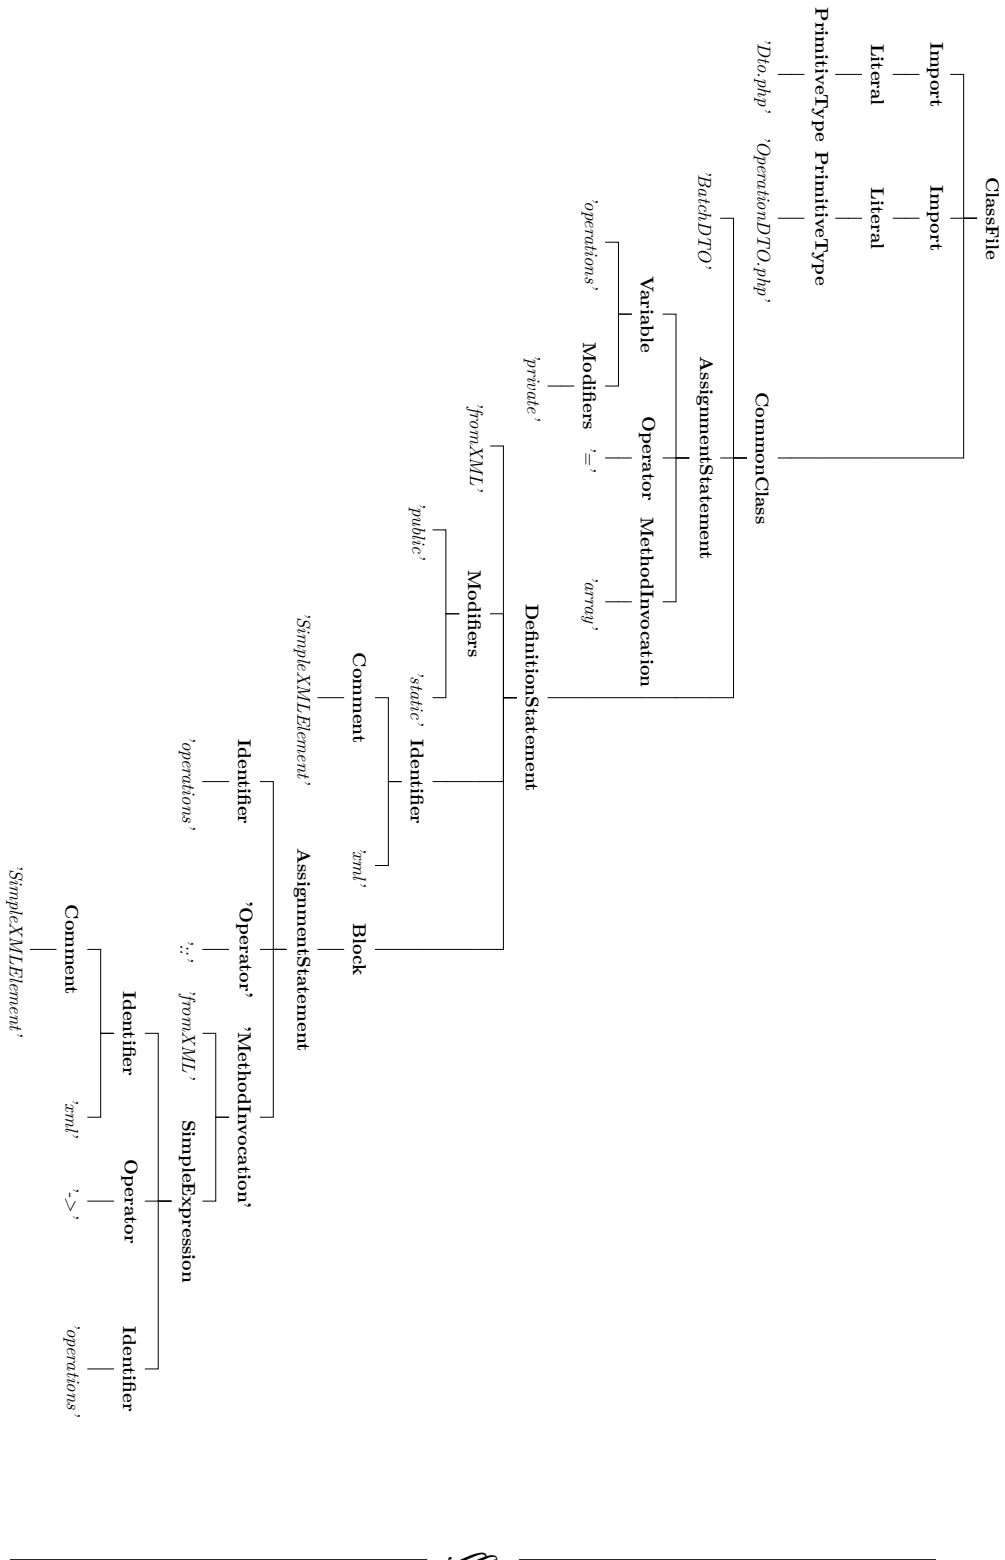 ClassFile
Import
Import
Literal
Literal
PrimitiveType
PrimitiveType
CommonClass
'Dto.php'
'OperationDTO.php'
'BatchDTO'
AssignmentStatement
Variable
Operator
MethodInvocation
'operations'
Modifiers
'='
'array'
'private'
DefinitionStatement
'fromXML'
Modifiers
'public'
'static'
Identifier
Comment
'xml'
Block
'SimpleXMLElement'
AssignmentStatement
Identifier
'Operator'
'MethodInvocation'
'operations'
'::'
'fromXML'
SimpleExpression
Identifier
Operator
Identifier
Comment
'xml'
'->'
'operations'
'SimpleXMLElement'